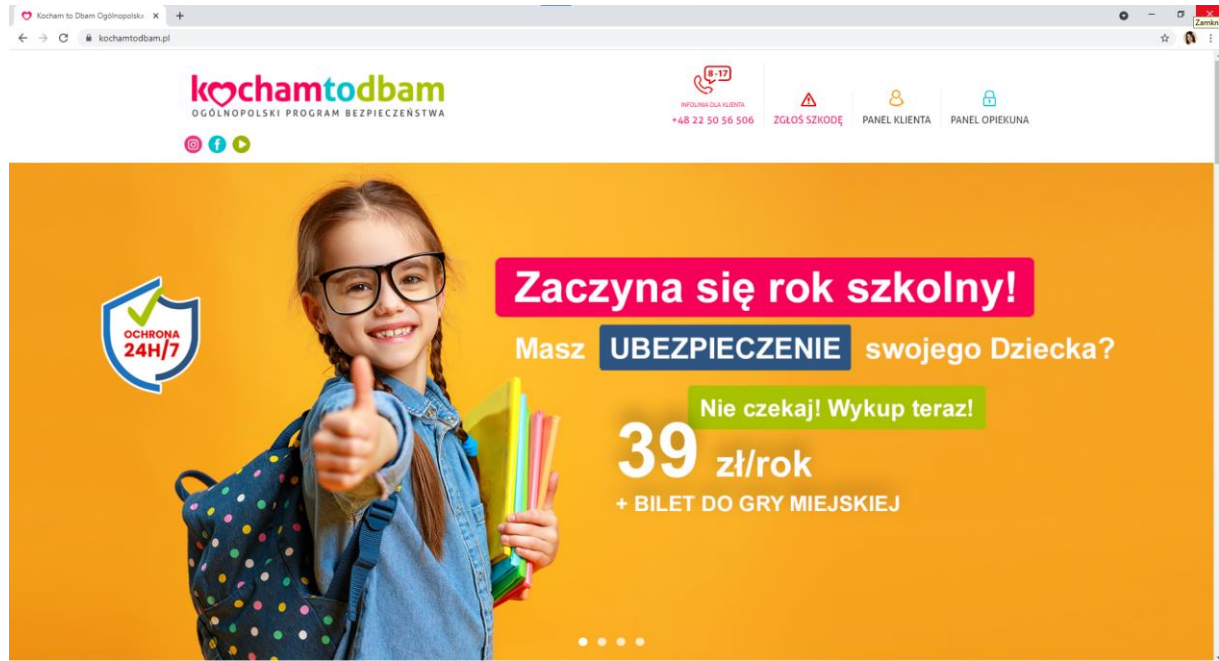 Kocham to Dbam Ogólnopolska
Zamkn
kochamtodbam.pl
kochamtodbam
OGÓLNOPOLSKI PROGRAM BEZPIECZEŃSTWA
8-17
INFOLINIA DLA KLIENTA
+48 22 50 56 506
ZGŁOŚ SZKODĘ
PANEL KLIENTA
PANEL OPIEKUNA
OCHRONA
24H/7
Zaczyna się rok szkolny!
Masz UBEZPIECZENIE swojego Dziecka?
Nie czekaj! Wykup teraz!
39 zł/rok
+ BILET DO GRY MIEJSKIEJ